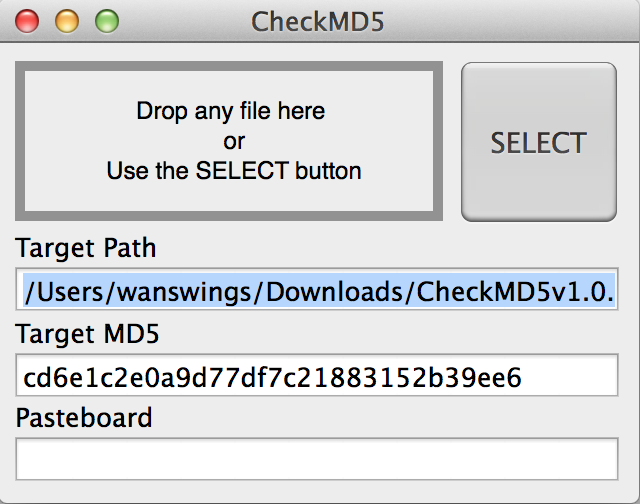 CheckMD5
Drop any file here
or
Use the SELECT button
SELECT
Target Path
/Users/wanswings/Downloads/CheckMD5v1.0.
Target MD5
cd6e1c2e0a9d77df7c21883152b39ee6
Pasteboard